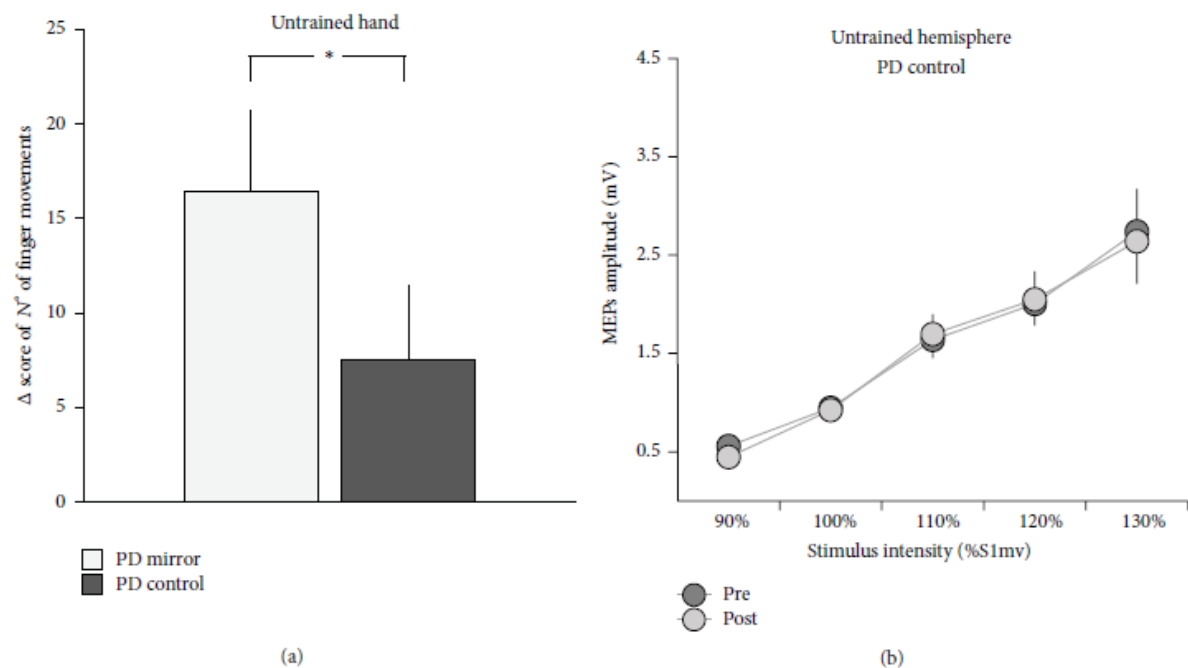 Untrained hand
*
25
20
15
10
5
0
Δ score of N° of finger movements
PD mirror
PD control
(a)
Untrained hemisphere
PD control
4.5
3.5
2.5
1.5
0.5
MEPs amplitude (mV)
90% 100% 110% 120% 130%
Stimulus intensity (%S1mv)
Pre
Post
(b)